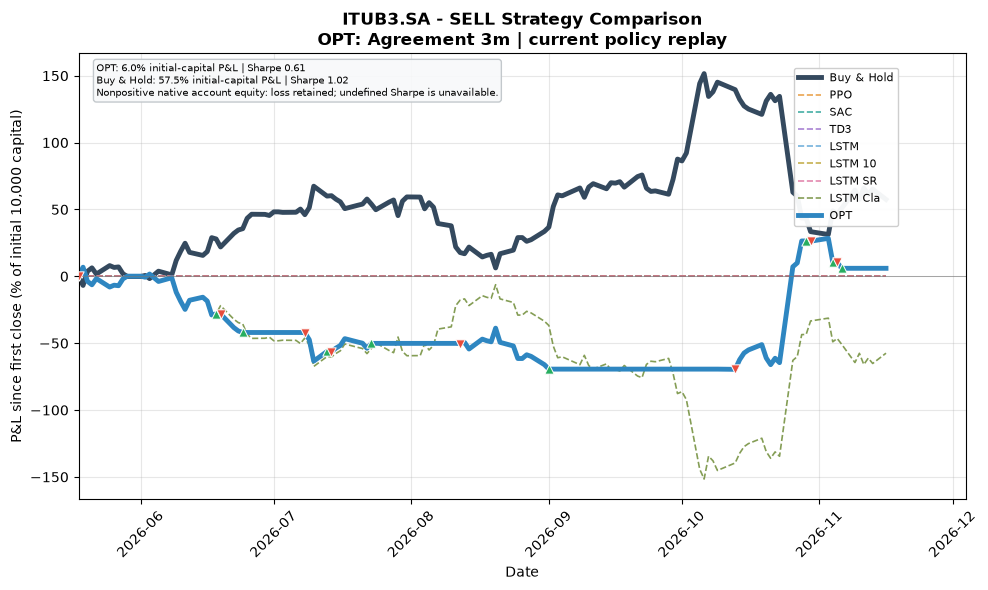 ITUB3.SA - SELL Strategy Comparison
OPT: Agreement 3m | current policy replay
OPT: 6.0% initial-capital P&L | Sharpe 0.61
Buy & Hold: 57.5% initial-capital P&L | Sharpe 1.02
Nonpositive native account equity: loss retained; undefined Sharpe is unavailable.
Buy & Hold
PPO
SAC
TD3
LSTM
LSTM 10
LSTM SR
LSTM Cla
OPT
P&L since first close (% of initial 10,000 capital)
150
100
50
0
−50
−100
−150
2026-06
2026-07
2026-08
2026-09
2026-10
2026-11
2026-12
Date